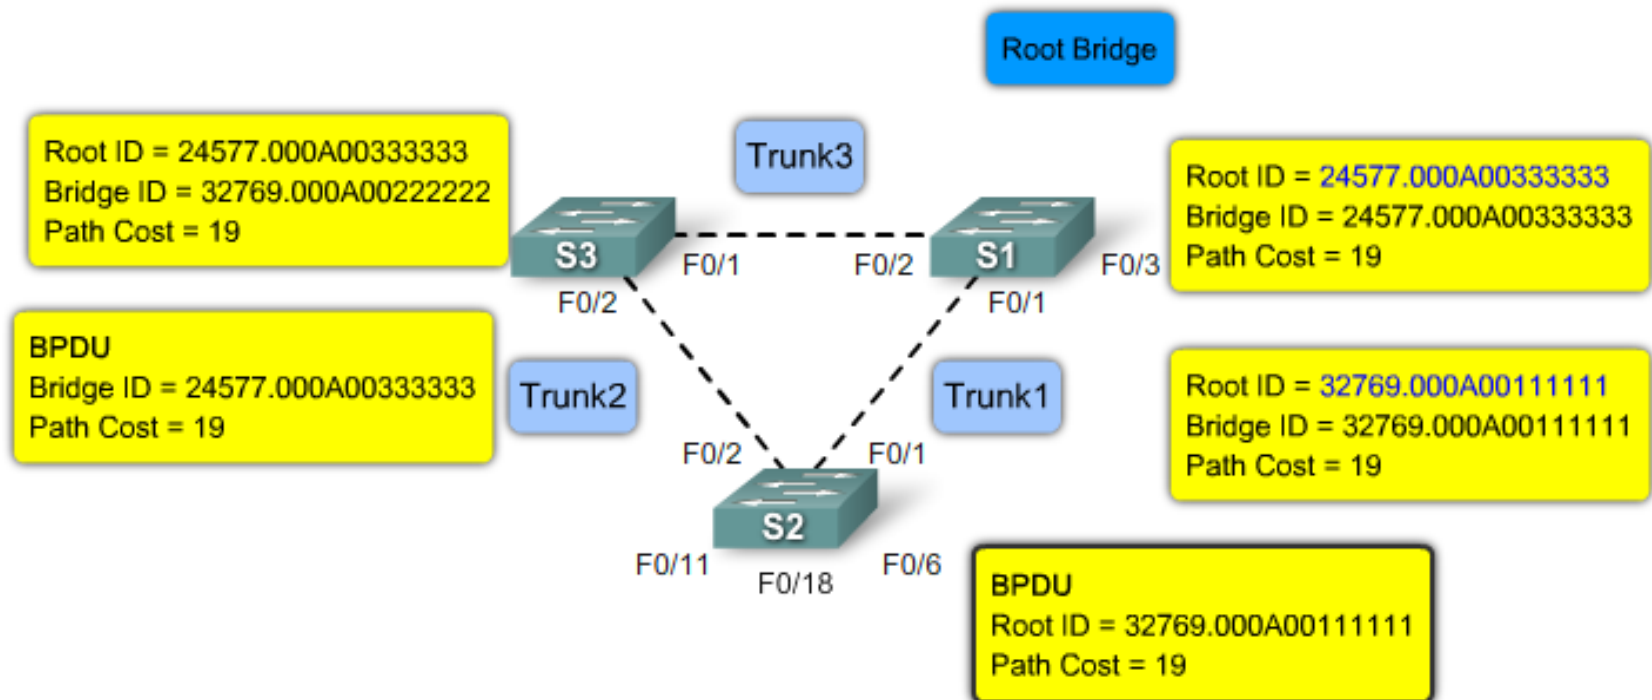 Root Bridge
Root ID = 24577.000A00333333
Bridge ID = 32769.000A00222222
Path Cost = 19
Trunk3
Root ID = 24577.000A00333333
Bridge ID = 24577.000A00333333
Path Cost = 19
S3
F0/1
F0/2
S1
F0/3
F0/2
F0/1
BPDU
Bridge ID = 24577.000A00333333
Path Cost = 19
Trunk2
Trunk1
Root ID = 32769.000A00111111
Bridge ID = 32769.000A00111111
Path Cost = 19
F0/2
F0/1
S2
F0/11
F0/18
F0/6
BPDU
Root ID = 32769.000A00111111
Path Cost = 19